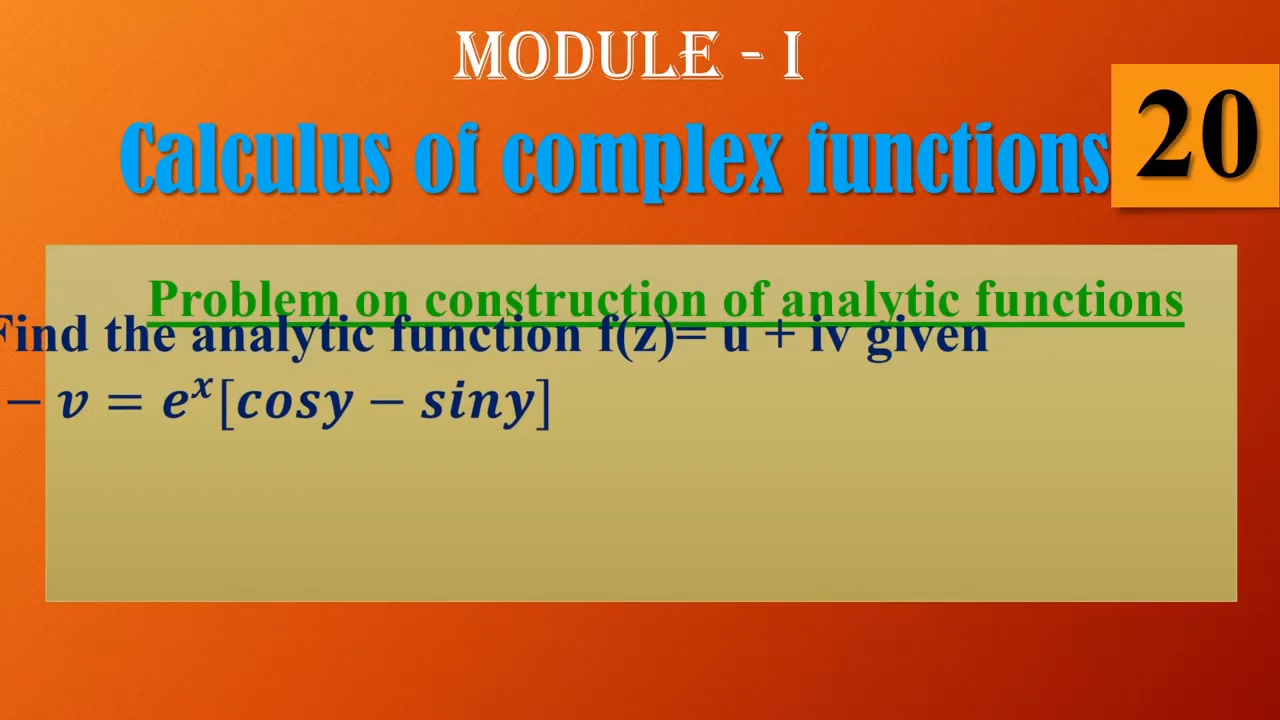 MODULE - I
Calculus of complex functions
20
Problem on construction of analytic functions
Find the analytic function f(z)= u + iv given
− v = eˣ[cosy − siny]